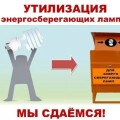 УТИЛИЗАЦИЯ
энергосберегающих ламп
МЫ СДАЁМСЯ!